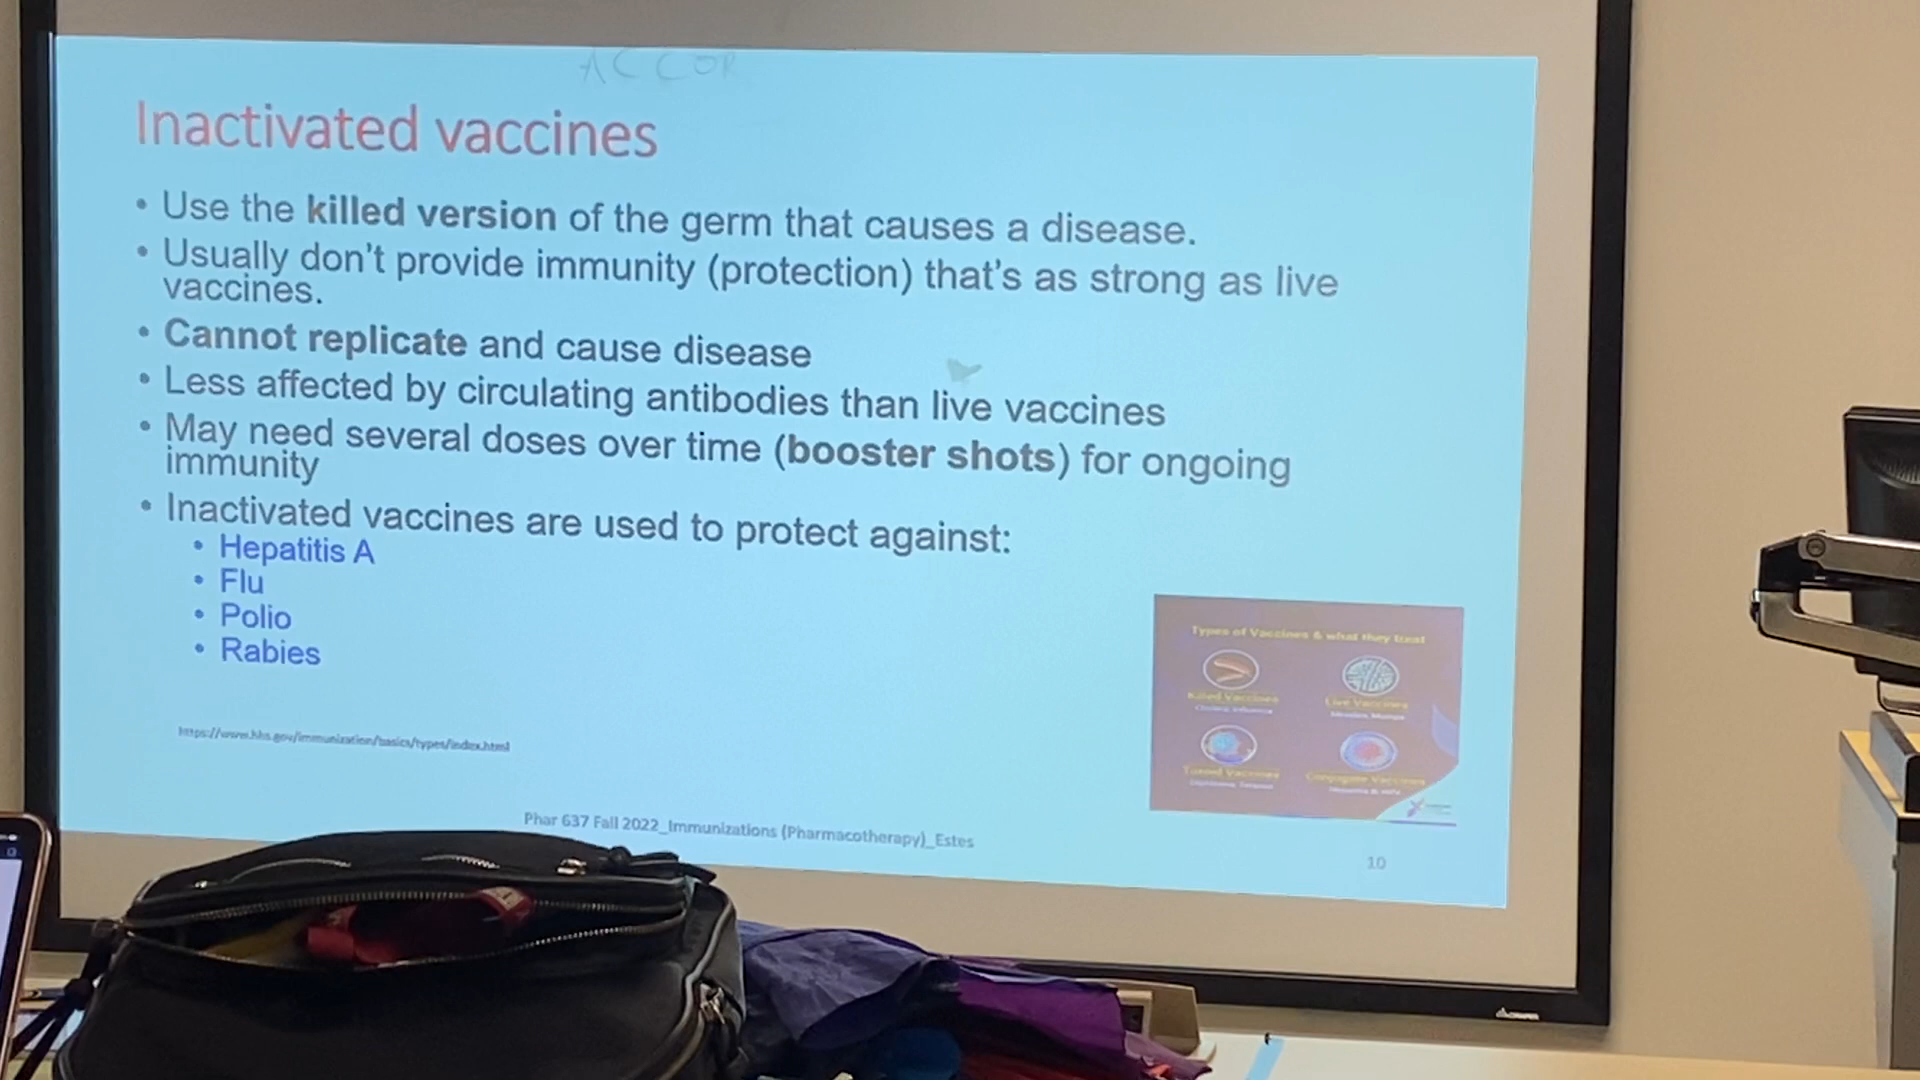 ACCOR
Inactivated vaccines
• Use the killed version of the germ that causes a disease.
• Usually don't provide immunity (protection) that's as strong as live
vaccines.
• Cannot replicate and cause disease
• Less affected by circulating antibodies than live vaccines
• May need several doses over time (booster shots) for ongoing
immunity
• Inactivated vaccines are used to protect against:
• Hepatitis A
• Flu
• Polio
• Rabies
https://www.hhs.gov/immunization/basics/types/index.html
Types of Vaccines & what they treat
Killed Vaccines
Live Vaccines
Toxoid Vaccines
Conjugate Vaccines
Phar 637 Fall 2022_Immunizations (Pharmacotherapy)_Estes
10